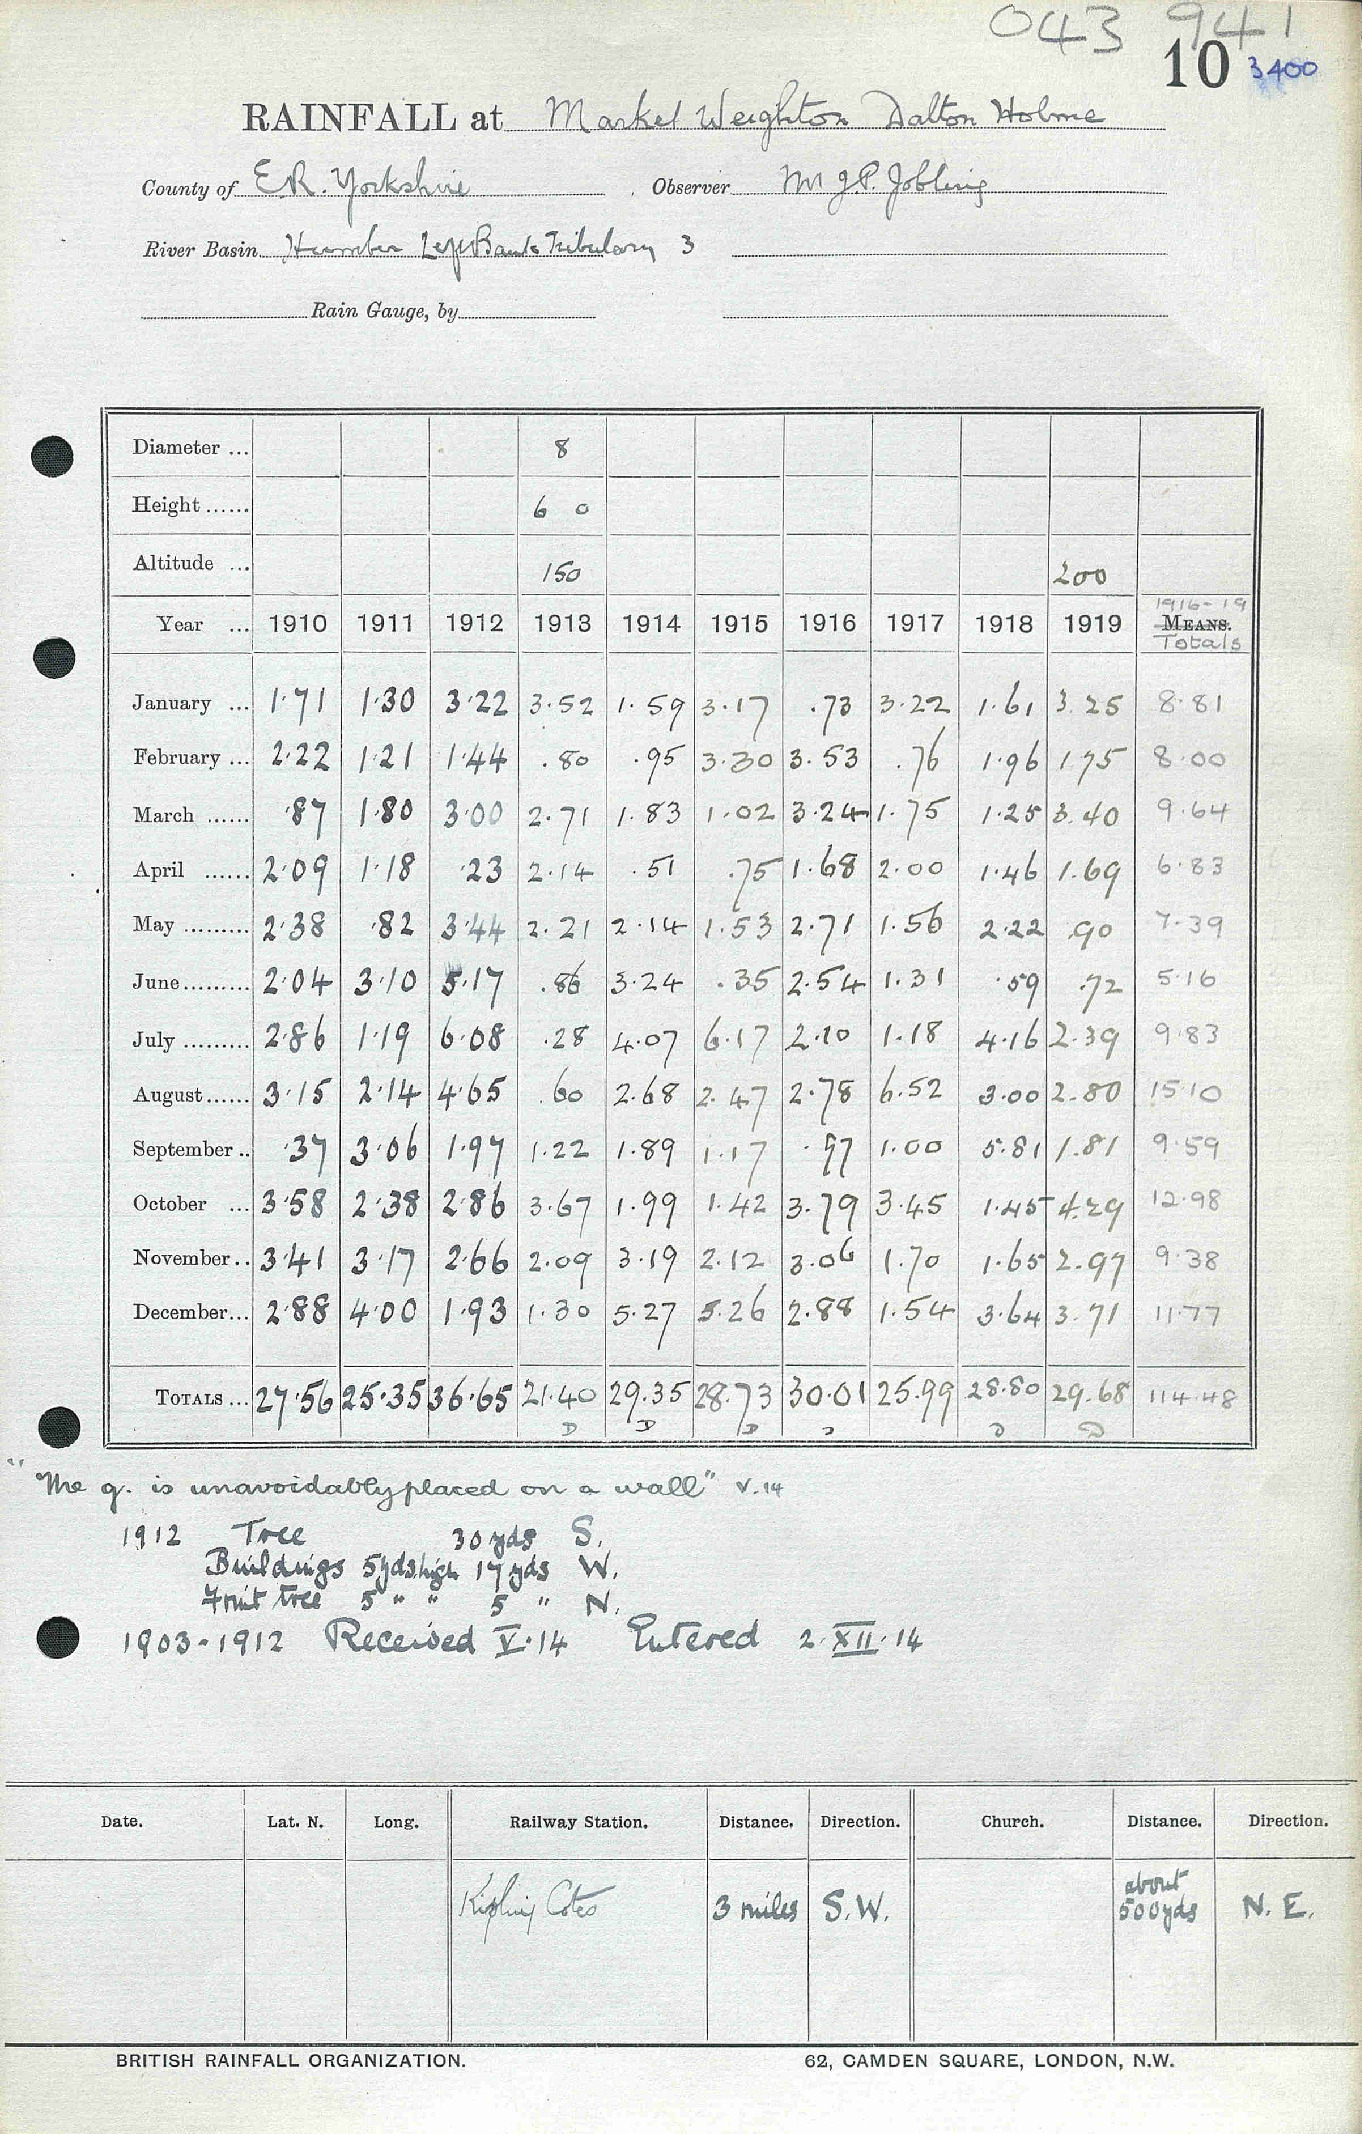 043 941
10 3400
RAINFALL at Market Weighton Dalton Holme
County of E.R. Yorkshire Observer Mr J.P. Jobling
River Basin Humber Left Bank Tributary 3
Rain Gauge, by
Diameter ... 8
Height ...... 6 0
Altitude ... 150 200
1916-19
Year ... 1910 1911 1912 1913 1914 1915 1916 1917 1918 1919 MEANS.
Totals
January ... 1·71 1·30 3·22 3.52 1.59 3.17 .73 3.22 1.61 3.25 8.81
February ... 2·22 1·21 1·44 .80 .95 3.30 3.53 .76 1.96 1.75 8.00
March ...... ·87 1·80 3·00 2.71 1.83 1.02 3.24 1.75 1.25 3.40 9.64
April ...... 2·09 1·18 ·23 2.14 .51 .75 1.68 2.00 1.46 1.69 6.83
May ......... 2·38 ·82 3·44 2.21 2.14 1.53 2.71 1.56 2.22 .90 7.39
June......... 2·04 3·10 5·17 .86 3.24 .35 2.54 1.31 .59 .72 5.16
July ......... 2·86 1·19 6·08 .28 4.07 6.17 2.10 1.18 4.16 2.39 9.83
August...... 3·15 2·14 4·65 .60 2.68 2.47 2.78 6.52 3.00 2.80 15.10
September .. ·37 3·06 1·97 1.22 1.89 1.17 .97 1.00 5.81 1.81 9.59
October ... 3·58 2·38 2·86 3.67 1.99 1.42 3.79 3.45 1.45 4.29 12.98
November .. 3·41 3·17 2·66 2.09 3.19 2.12 3.06 1.70 1.65 2.97 9.38
December... 2·88 4·00 1·93 1.30 5.27 5.26 2.88 1.54 3.64 3.71 11.77
TOTALS ... 27·56 25·35 36·65 21.40 29.35 28.73 30.01 25.99 28.80 29.68 114.48
D D D D D D
"The g. is unavoidably placed on a wall" V.14
1912 Tree 30 yds S.
Buildings 5yds high 17 yds W.
Fruit tree 5 " " 5 " N.
1903-1912 Received V·14 Entered 2·XII·14
Date. Lat. N. Long. Railway Station. Distance. Direction. Church. Distance. Direction.
Kipling Cotes 3 miles S.W. about 500yds N. E.
BRITISH RAINFALL ORGANIZATION. 62, CAMDEN SQUARE, LONDON, N.W.